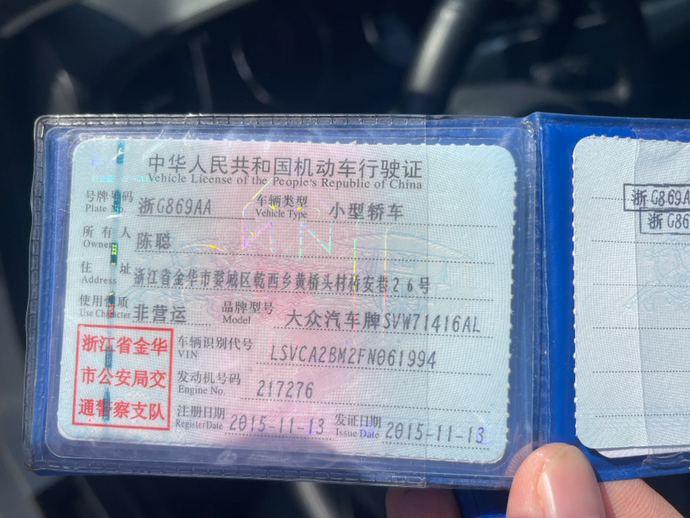 中华人民共和国机动车行驶证
Vehicle License of the People's Republic of China
号牌号码 浙G869AA 车辆类型 小型轿车
Plate No. Vehicle Type
所有人 陈聪
Owner
住址 浙江省金华市婺城区乾西乡黄桥头村桥安巷26号
Address
使用性质 非营运 品牌型号 大众汽车牌SVW71416AL
Use Character Model
浙江省金华
市公安局交
通警察支队
车辆识别代号 LSVCA2BM2FN061994
VIN
发动机号码 217276
Engine No.
注册日期 2015-11-13 发证日期 2015-11-13
Register Date Issue Date
浙G869A
浙G86